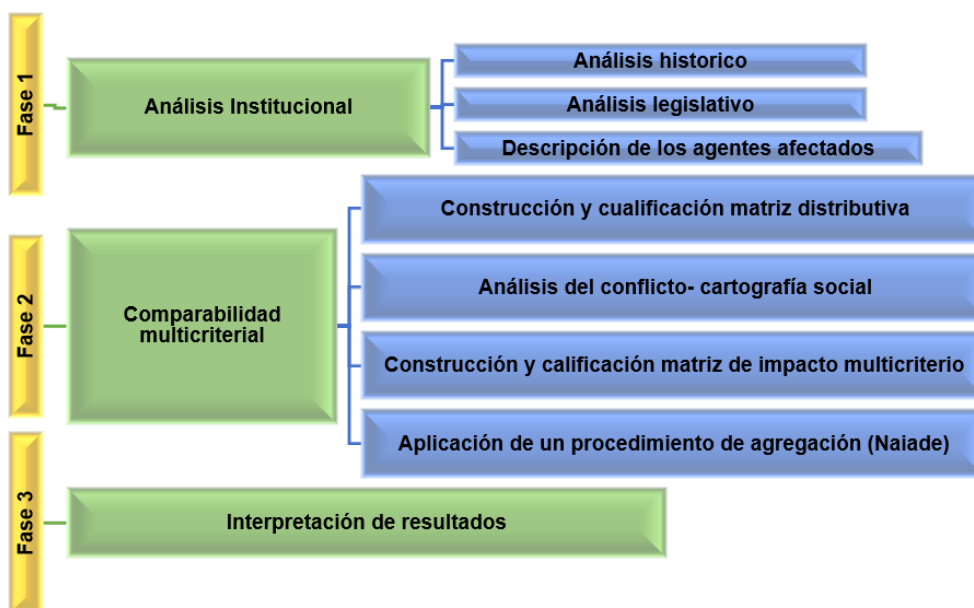 Fase 1
Análisis Institucional
Análisis historico
Análisis legislativo
Descripción de los agentes afectados
Fase 2
Comparabilidad
multicriterial
Construcción y cualificación matriz distributiva
Análisis del conflicto- cartografía social
Construcción y calificación matriz de impacto multicriterio
Aplicación de un procedimiento de agregación (Naiade)
Fase 3
Interpretación de resultados